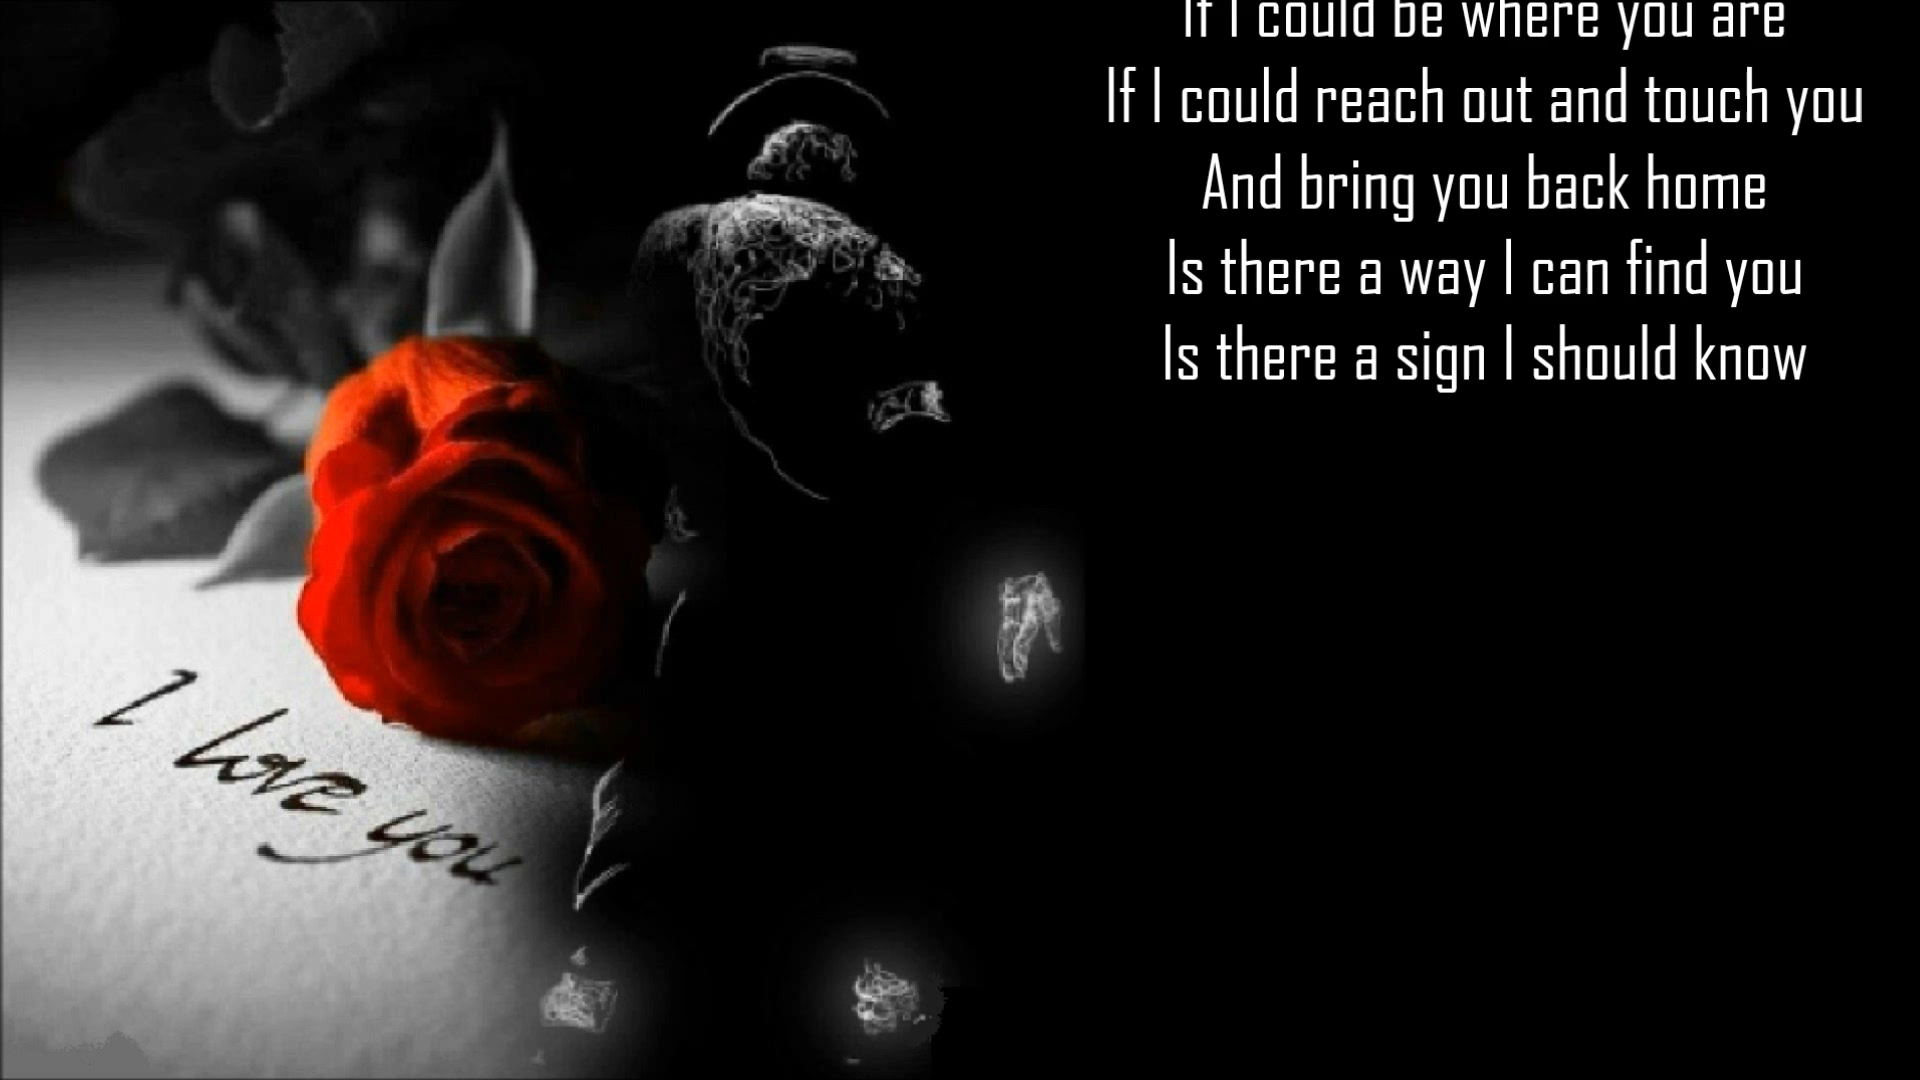 If I could be where you are
If I could reach out and touch you
And bring you back home
Is there a way I can find you
Is there a sign I should know
I love you